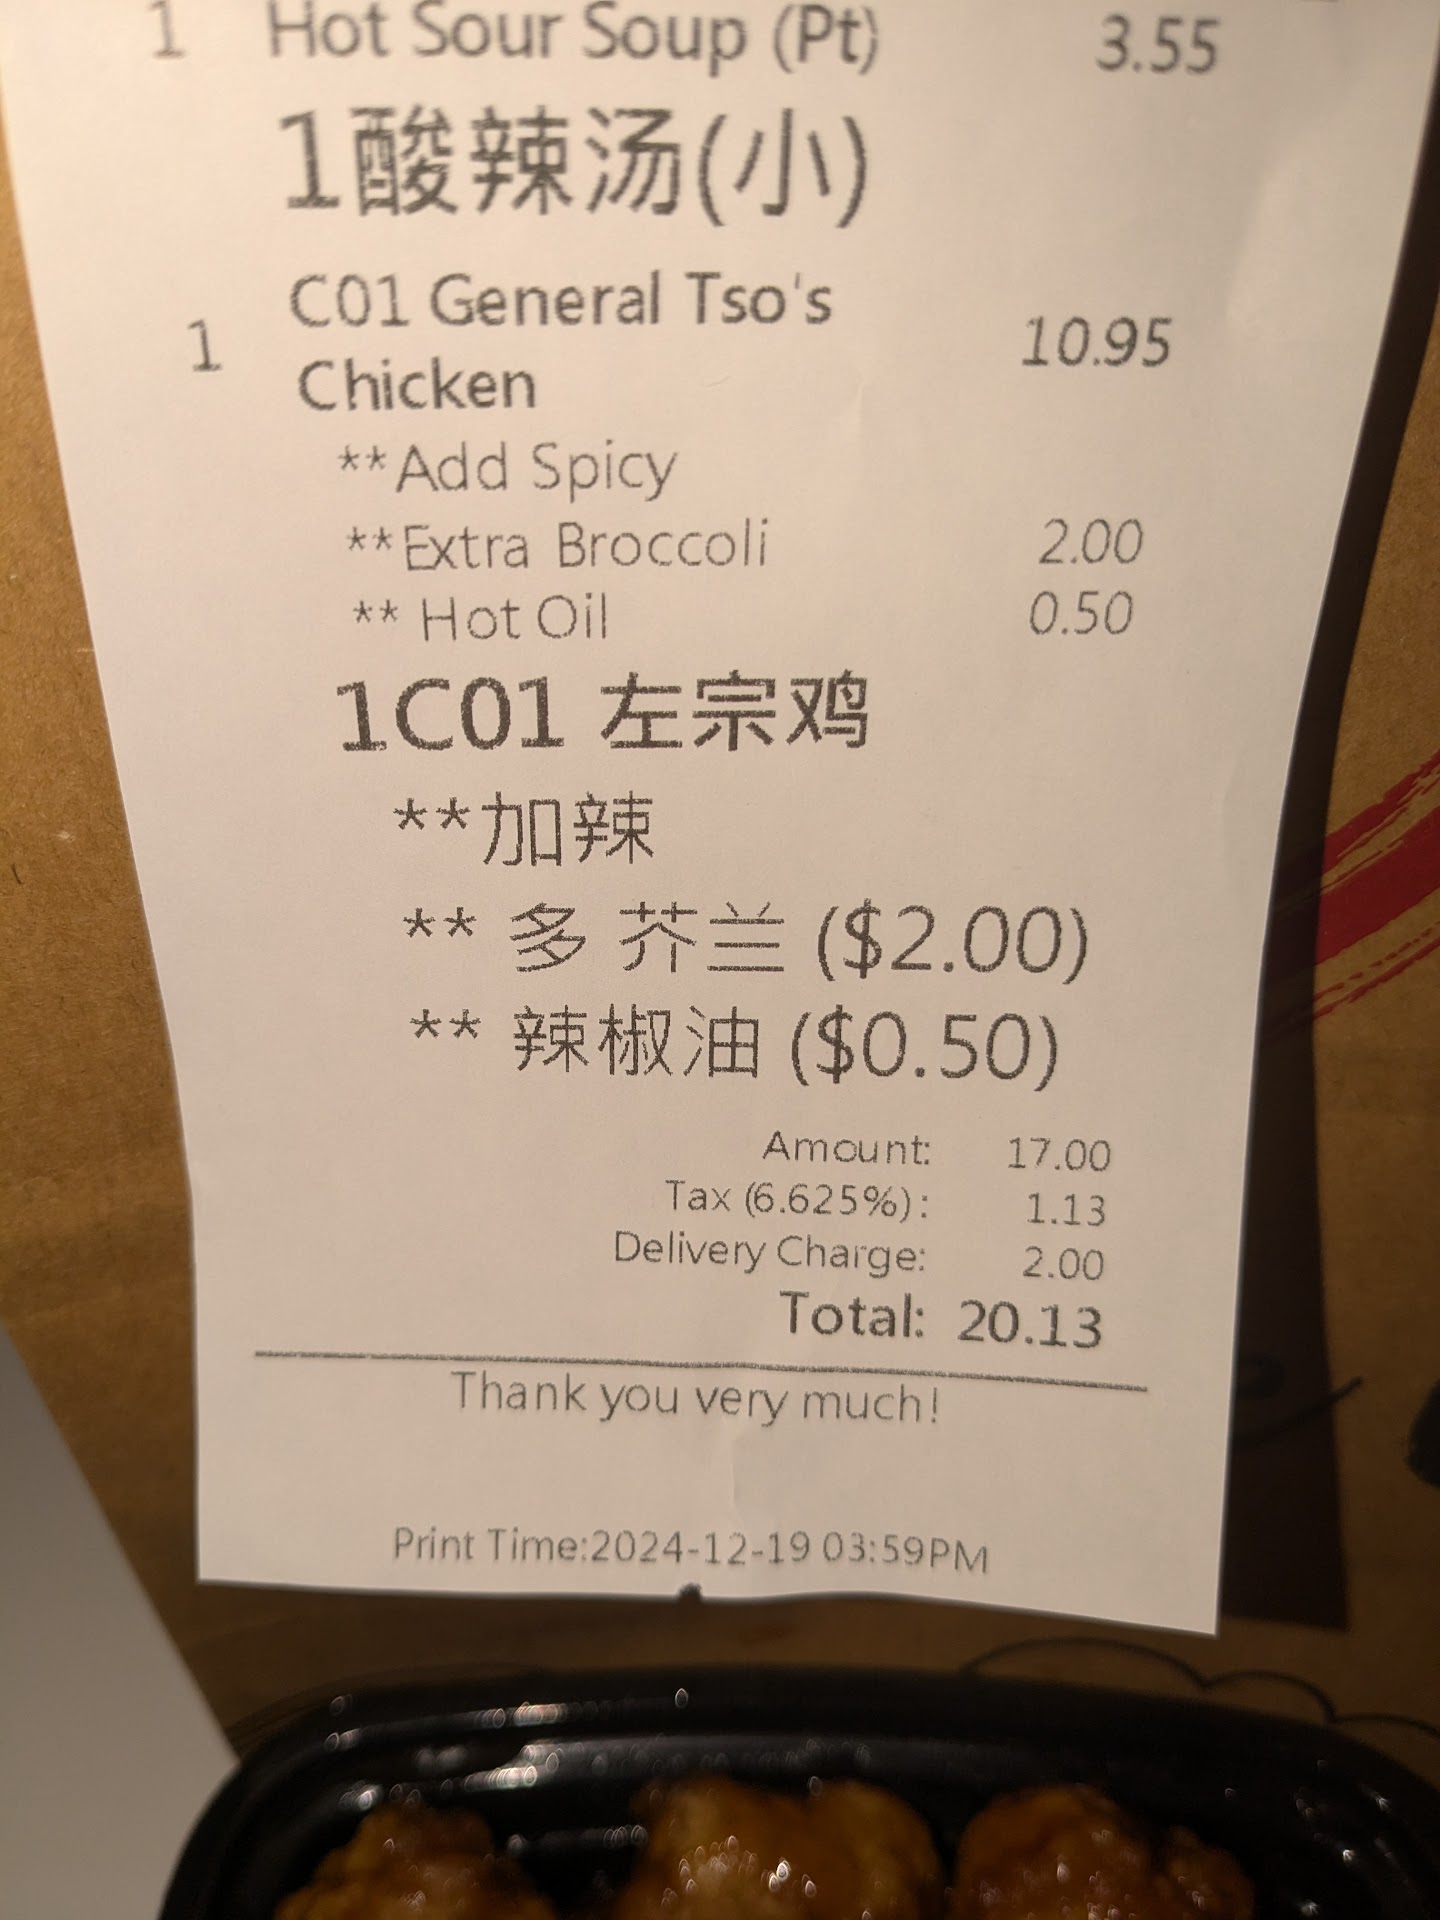 1 Hot Sour Soup (Pt) 3.55
1酸辣汤(小)
1 C01 General Tso's Chicken 10.95
**Add Spicy
**Extra Broccoli 2.00
** Hot Oil 0.50
1C01 左宗鸡
**加辣
** 多 芥兰 ($2.00)
** 辣椒油 ($0.50)
Amount: 17.00
Tax (6.625%): 1.13
Delivery Charge: 2.00
Total: 20.13
Thank you very much!
Print Time:2024-12-19 03:59PM